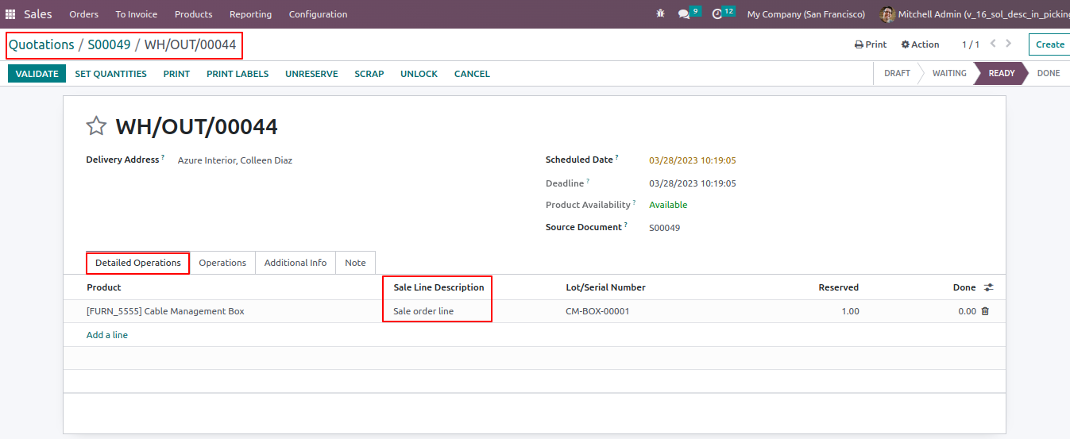 Sales Orders To Invoice Products Reporting Configuration 9 12 My Company (San Francisco) Mitchell Admin (v_16_sol_desc_in_picking
Quotations / S00049 / WH/OUT/00044 Print Action 1 / 1 Create
VALIDATE SET QUANTITIES PRINT PRINT LABELS UNRESERVE SCRAP UNLOCK CANCEL DRAFT WAITING READY DONE
WH/OUT/00044
Delivery Address ? Azure Interior, Colleen Diaz Scheduled Date ? 03/28/2023 10:19:05
Deadline ? 03/28/2023 10:19:05
Product Availability ? Available
Source Document ? S00049
Detailed Operations Operations Additional Info Note
Product Sale Line Description Lot/Serial Number Reserved Done
[FURN_5555] Cable Management Box Sale order line CM-BOX-00001 1.00 0.00
Add a line